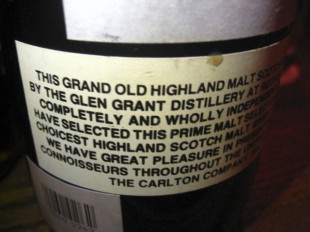 THIS GRAND OLD HIGHLAND MALT
BY THE GLEN GRANT DISTILLERY AT
COMPLETELY AND WHOLLY
HAVE SELECTED THIS PRIME MALT
CHOICEST HIGHLAND SCOTCH MALT
WE HAVE GREAT PLEASURE IN
CONNOISSEURS THROUGHOUT THE
THE CARLTON COMPANY